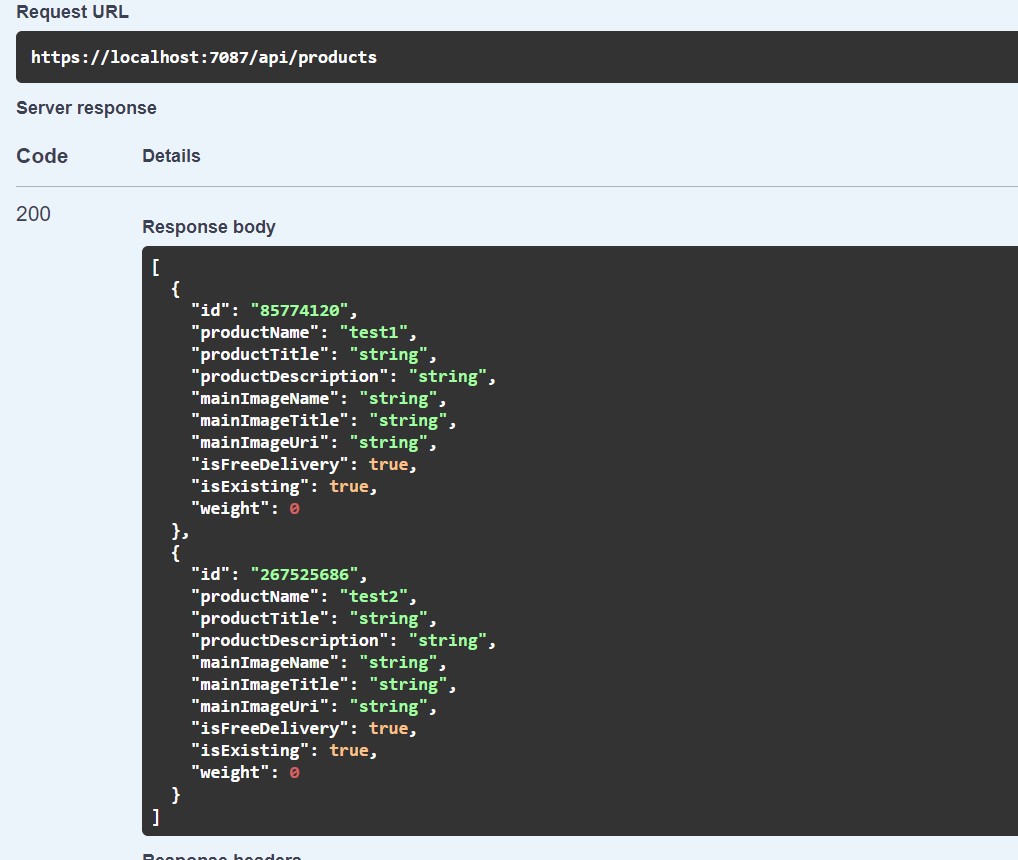 Request URL
https://localhost:7087/api/products
Server response
Code Details
200
Response body
[
{
"id": "85774120",
"productName": "test1",
"productTitle": "string",
"productDescription": "string",
"mainImageName": "string",
"mainImageTitle": "string",
"mainImageUri": "string",
"isFreeDelivery": true,
"isExisting": true,
"weight": 0
},
{
"id": "267525686",
"productName": "test2",
"productTitle": "string",
"productDescription": "string",
"mainImageName": "string",
"mainImageTitle": "string",
"mainImageUri": "string",
"isFreeDelivery": true,
"isExisting": true,
"weight": 0
}
]
Response headers